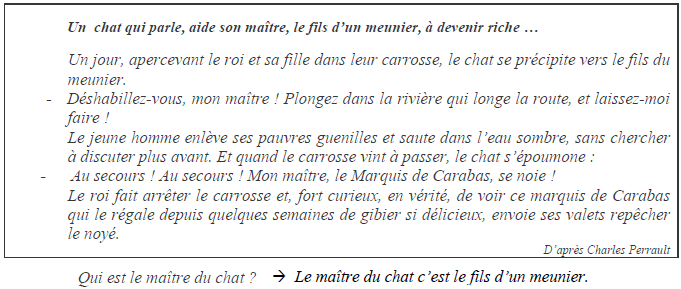 Un chat qui parle, aide son maître, le fils d'un meunier, à devenir riche …
Un jour, apercevant le roi et sa fille dans leur carrosse, le chat se précipite vers le fils du
meunier.
- Déshabillez-vous, mon maître ! Plongez dans la rivière qui longe la route, et laissez-moi
faire !
Le jeune homme enlève ses pauvres guenilles et saute dans l'eau sombre, sans chercher
à discuter plus avant. Et quand le carrosse vint à passer, le chat s'époumone :
- Au secours ! Au secours ! Mon maître, le Marquis de Carabas, se noie !
Le roi fait arrêter le carrosse et, fort curieux, en vérité, de voir ce marquis de Carabas
qui le régale depuis quelques semaines de gibier si délicieux, envoie ses valets repêcher
le noyé.
D'après Charles Perrault
Qui est le maître du chat ? → Le maître du chat c'est le fils d'un meunier.